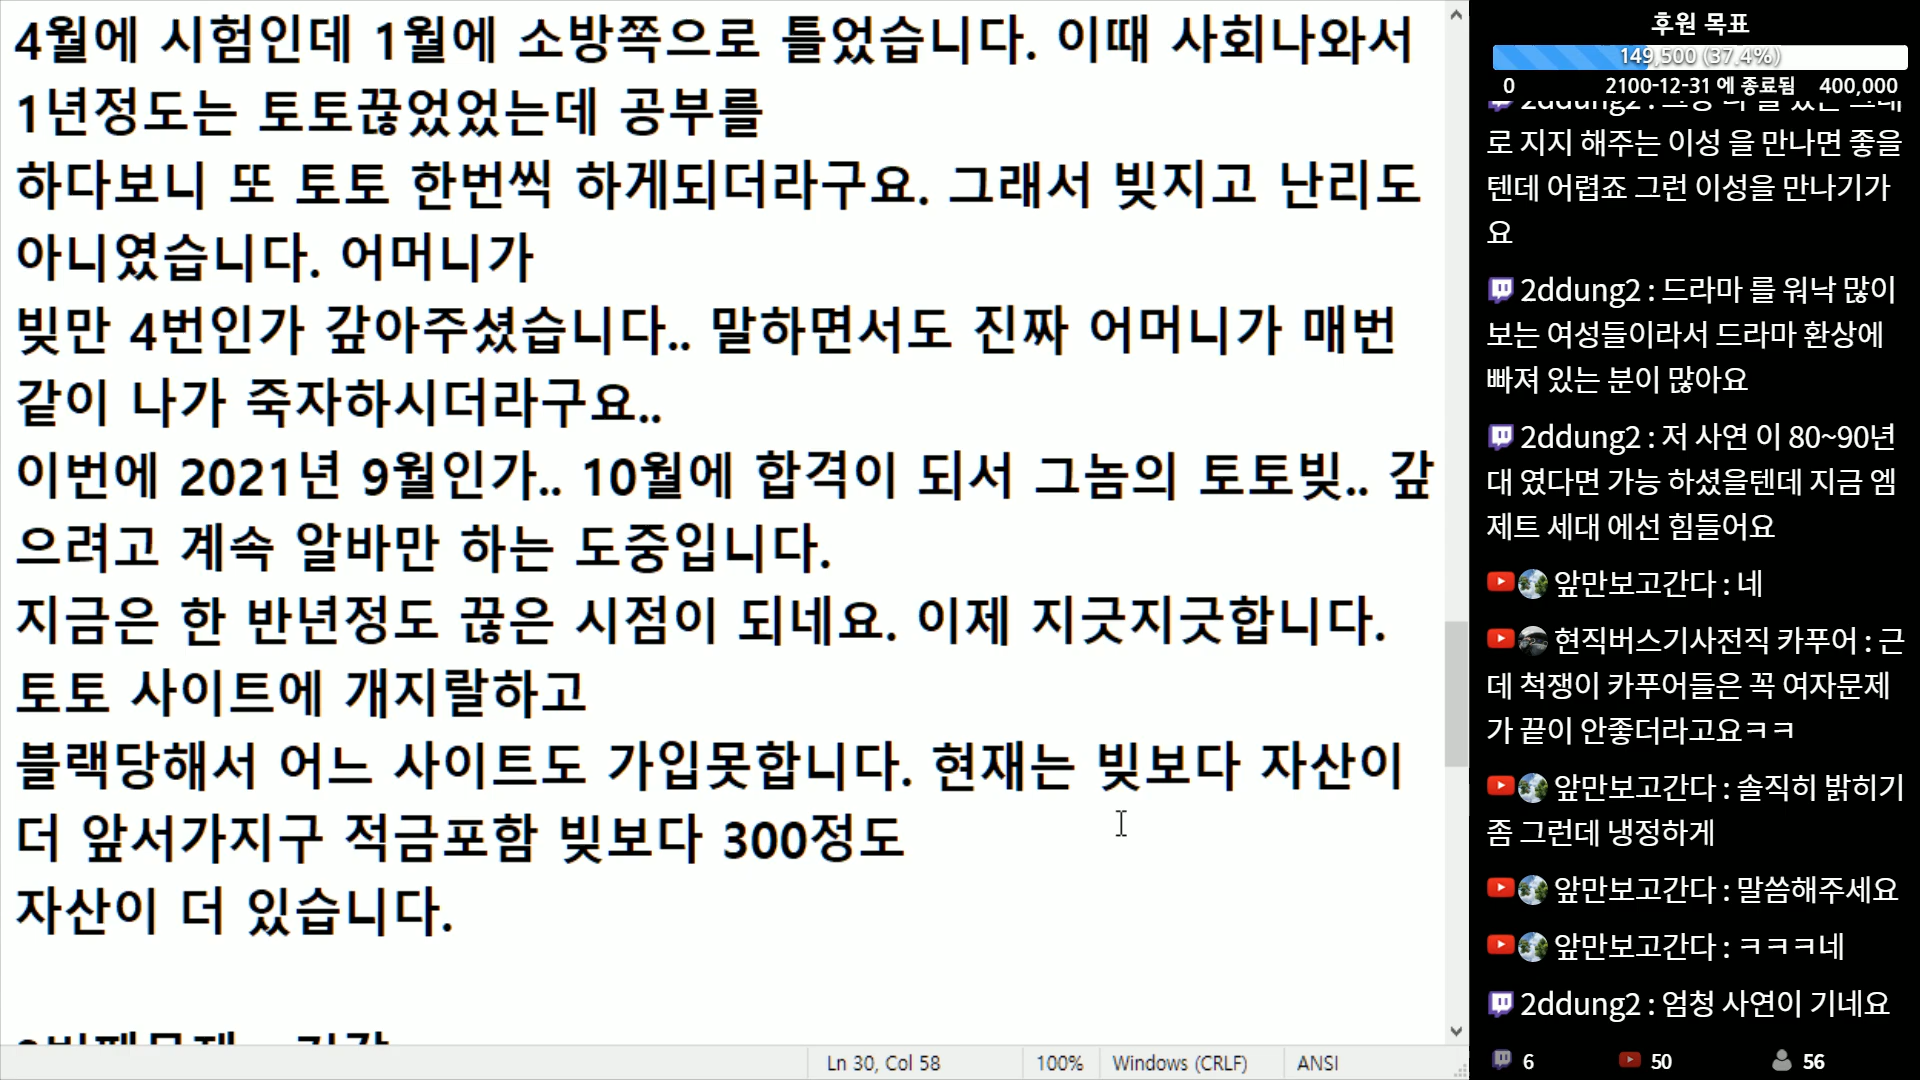 4월에 시험인데 1월에 소방쪽으로 틀었습니다. 이때 사회나와서
1년정도는 토토끊었었는데 공부를
하다보니 또 토토 한번씩 하게되더라구요. 그래서 빚지고 난리도
아니였습니다. 어머니가
빚만 4번인가 갚아주셨습니다.. 말하면서도 진짜 어머니가 매번
같이 나가 죽자하시더라구요..
이번에 2021년 9월인가.. 10월에 합격이 되서 그놈의 토토빚.. 갚
으려고 계속 알바만 하는 도중입니다.
지금은 한 반년정도 끊은 시점이 되네요. 이제 지긋지긋합니다.
토토 사이트에 개지랄하고
블랙당해서 어느 사이트도 가입못합니다. 현재는 빚보다 자산이
더 앞서가지구 적금포함 빚보다 300정도
자산이 더 있습니다.
Ln 30, Col 58
100%
Windows (CRLF)
ANSI
후원 목표
149,500 (37.4%)
0 2100-12-31 에 종료됨 400,000
2ddung2 :
로 지지 해주는 이성 을 만나면 좋을
텐데 어렵죠 그런 이성을 만나기가
요
2ddung2 : 드라마 를 워낙 많이
보는 여성들이라서 드라마 환상에
빠져 있는 분이 많아요
2ddung2 : 저 사연 이 80~90년
대 였다면 가능 하셨을텐데 지금 엠
제트 세대 에선 힘들어요
앞만보고간다 : 네
현직버스기사전직 카푸어 : 근
데 척쟁이 카푸어들은 꼭 여자문제
가 끝이 안좋더라고요ㅋㅋ
앞만보고간다 : 솔직히 밝히기
좀 그런데 냉정하게
앞만보고간다 : 말씀해주세요
앞만보고간다 : ㅋㅋㅋ네
2ddung2 : 엄청 사연이 기네요
6 50 56